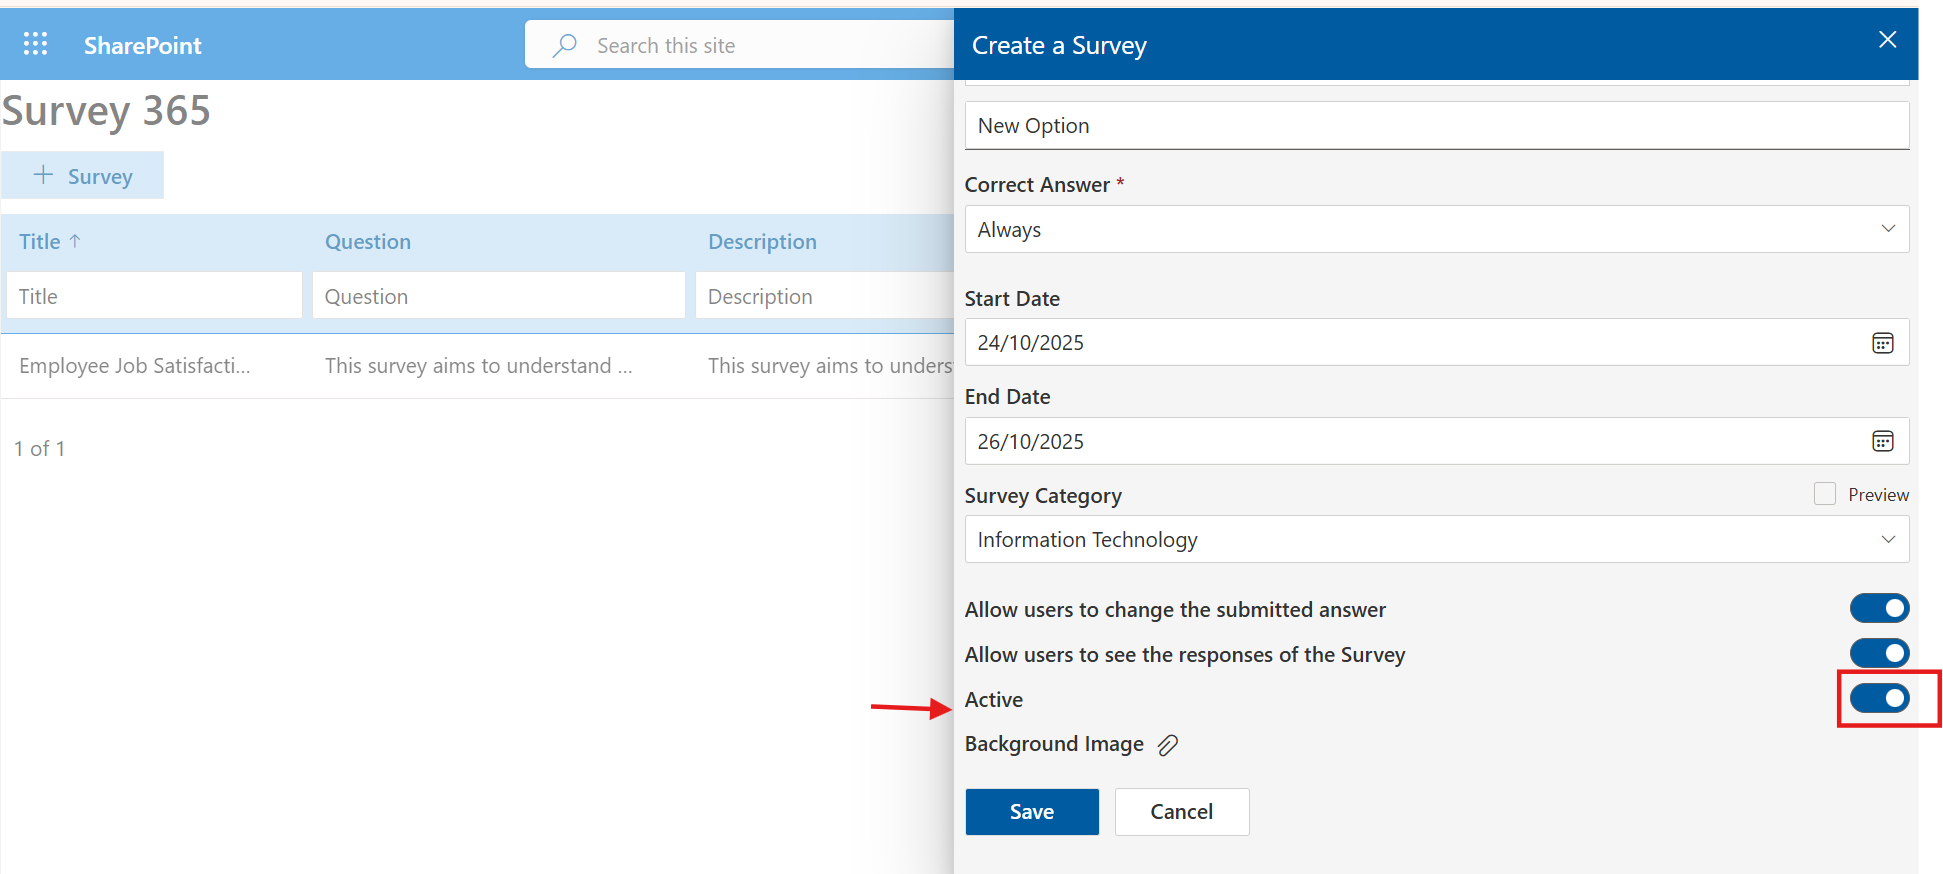 SharePoint
Search this site
Create a Survey
Survey 365
Survey
Title
Question
Description
Title
Question
Description
Employee Job Satisfacti...
This survey aims to understand ...
This survey aims to unders
1 of 1
New Option
Correct Answer *
Always
Start Date
24/10/2025
End Date
26/10/2025
Survey Category
Preview
Information Technology
Allow users to change the submitted answer
Allow users to see the responses of the Survey
Active
Background Image
Save
Cancel